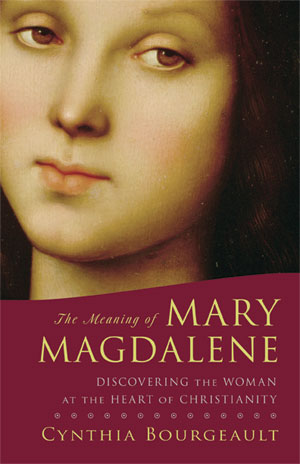 The Meaning of MARY
MAGDALENE
DISCOVERING THE WOMAN
AT THE HEART OF CHRISTIANITY
CYNTHIA BOURGEAULT